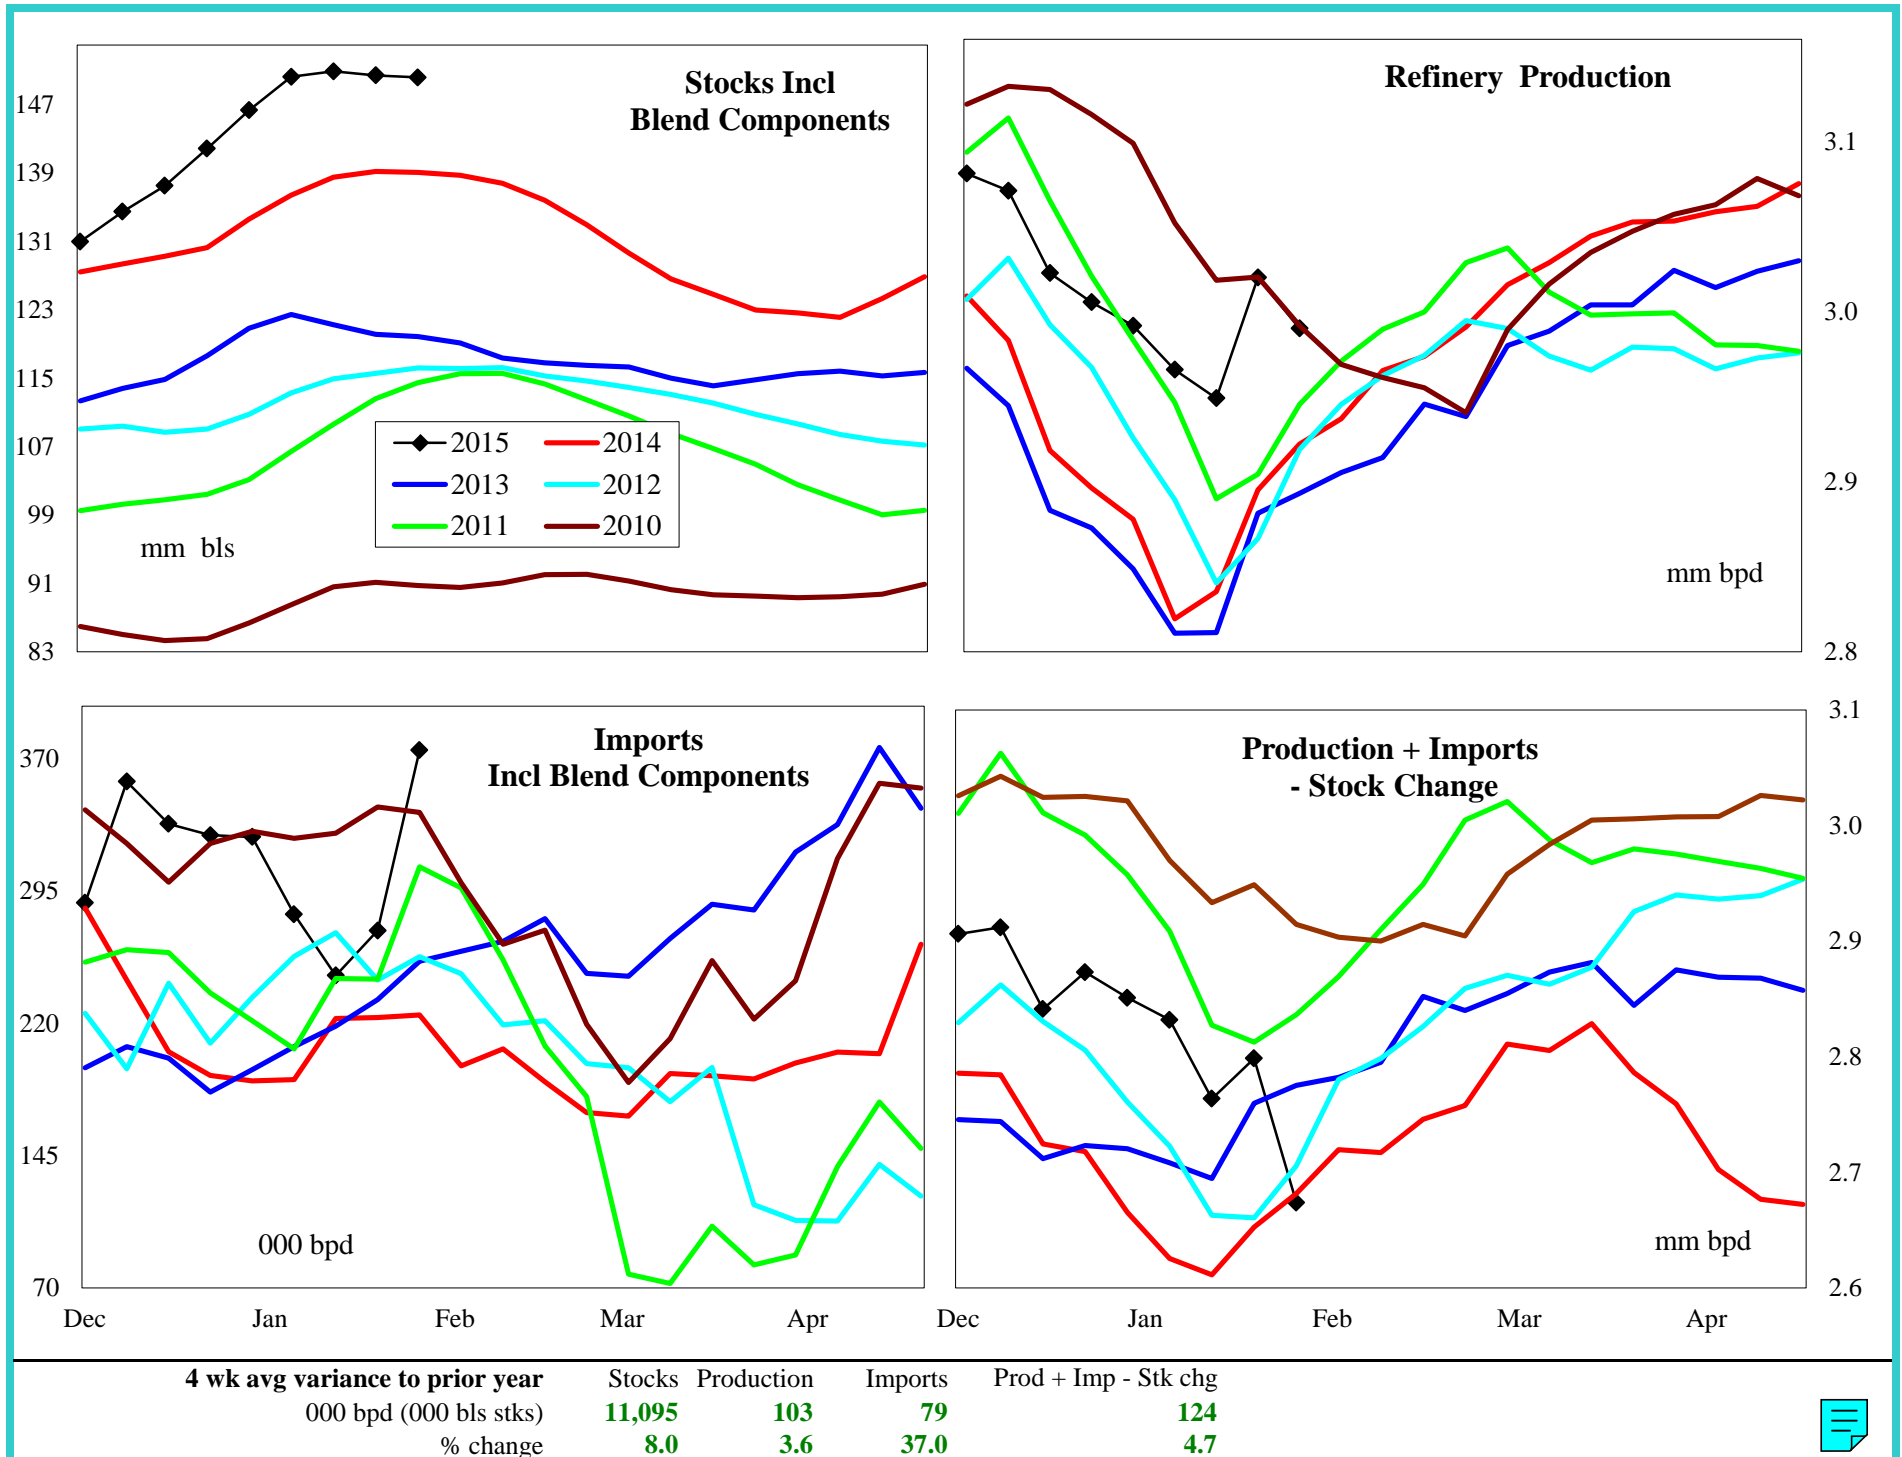 Stocks Incl
Blend Components
147
139
131
123
115
107
99
91
83
2015 2014
2013 2012
2011 2010
mm bls
Refinery Production
3.1
3.0
2.9
2.8
mm bpd
Imports
Incl Blend Components
370
295
220
145
70
000 bpd
Dec Jan Feb Mar Apr
Production + Imports
- Stock Change
3.1
3.0
2.9
2.8
2.7
2.6
mm bpd
Dec Jan Feb Mar Apr
4 wk avg variance to prior year Stocks Production Imports Prod + Imp - Stk chg
000 bpd (000 bls stks) 11,095 103 79 124
% change 8.0 3.6 37.0 4.7